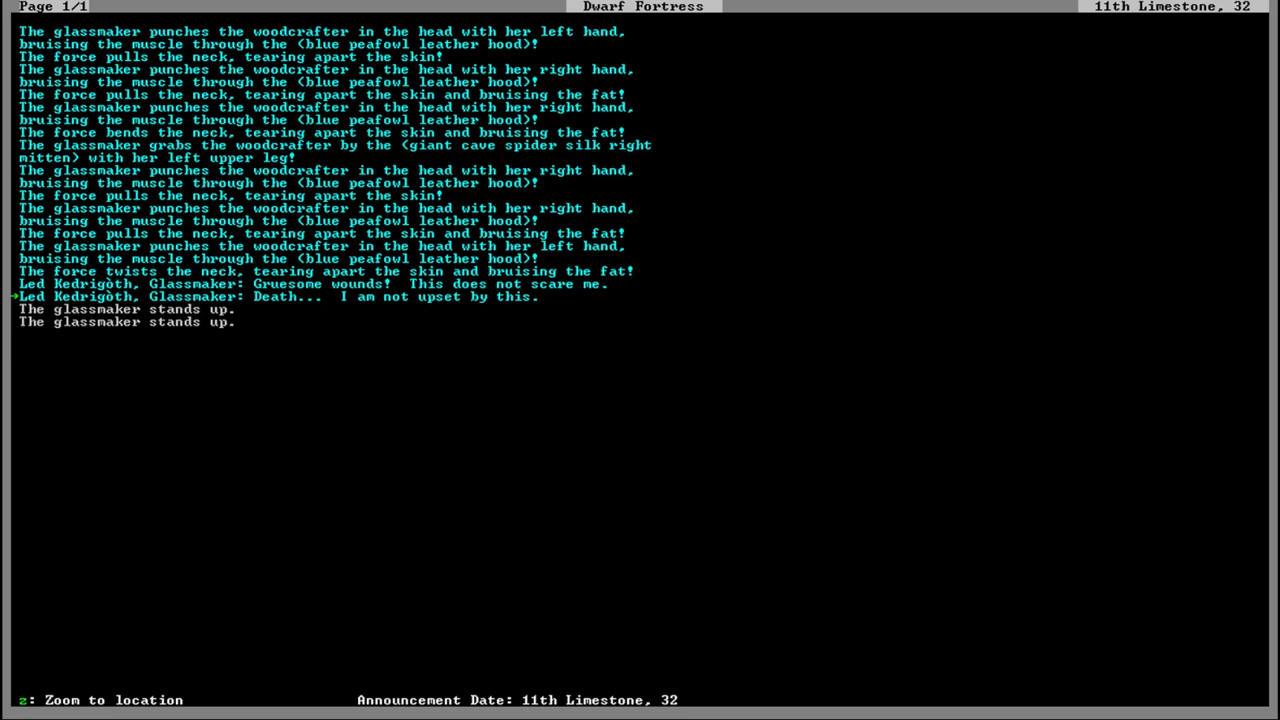 Page 1/1
Dwarf Fortress
11th Limestone, 32
The glassmaker punches the woodcrafter in the head with her left hand,
bruising the muscle through the (blue peafowl leather hood)!
The force pulls the neck, tearing apart the skin!
The glassmaker punches the woodcrafter in the head with her right hand,
bruising the muscle through the (blue peafowl leather hood)!
The force pulls the neck, tearing apart the skin and bruising the fat!
The glassmaker punches the woodcrafter in the head with her right hand,
bruising the muscle through the (blue peafowl leather hood)!
The force bends the neck, tearing apart the skin and bruising the fat!
The glassmaker grabs the woodcrafter by the (giant cave spider silk right
mitten) with her left upper leg!
The glassmaker punches the woodcrafter in the head with her right hand,
bruising the muscle through the (blue peafowl leather hood)!
The force pulls the neck, tearing apart the skin!
The glassmaker punches the woodcrafter in the head with her right hand,
bruising the muscle through the (blue peafowl leather hood)!
The force pulls the neck, tearing apart the skin and bruising the fat!
The glassmaker punches the woodcrafter in the head with her left hand,
bruising the muscle through the (blue peafowl leather hood)!
The force twists the neck, tearing apart the skin and bruising the fat!
Led Kedrigòth, Glassmaker: Gruesome wounds! This does not scare me.
→Led Kedrigòth, Glassmaker: Death... I am not upset by this.
The glassmaker stands up.
The glassmaker stands up.
z: Zoom to location
Announcement Date: 11th Limestone, 32